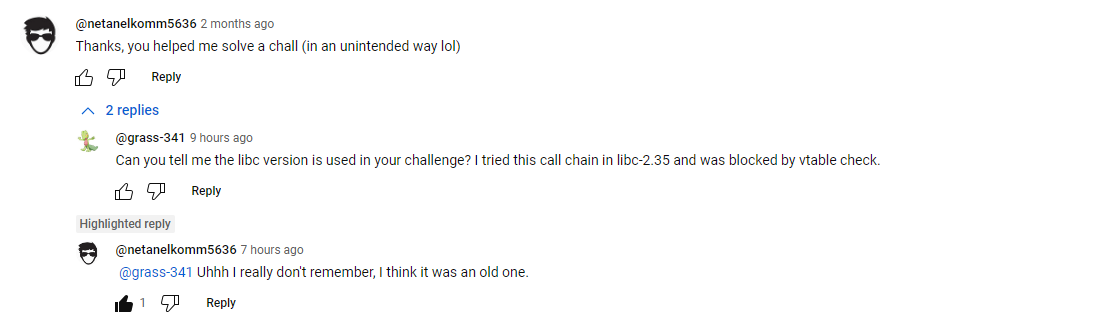 @netanelkomm5636 2 months ago
Thanks, you helped me solve a chall (in an unintended way lol)
Reply
2 replies
@grass-341 9 hours ago
Can you tell me the libc version is used in your challenge? I tried this call chain in libc-2.35 and was blocked by vtable check.
Reply
Highlighted reply
@netanelkomm5636 7 hours ago
@grass-341 Uhhh I really don't remember, I think it was an old one.
1 Reply